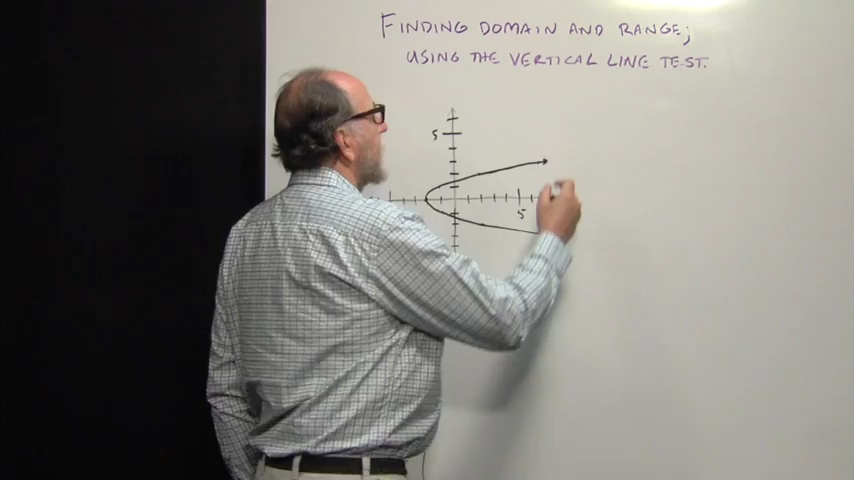 FINDING DOMAIN AND RANGE;
USING THE VERTICAL LINE TEST.
5
5